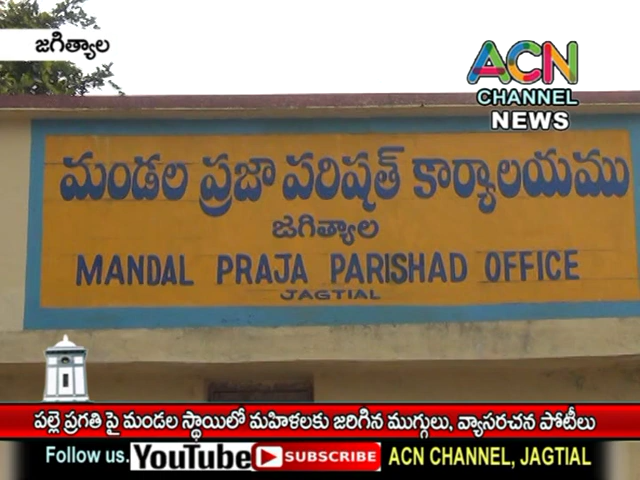 జగిత్యాల
ACN
CHANNEL
NEWS
మండల ప్రజా పరిషత్ కార్యాలయము
జగిత్యాల
MANDAL PRAJA PARISHAD OFFICE
JAGTIAL
పల్లె ప్రగతి పై మండల స్థాయిలో మహిళలకు జరిగిన ముగ్గులు, వ్యాసరచన పోటీలు
Follow us. YouTube SUBSCRIBE ACN CHANNEL, JAGTIAL